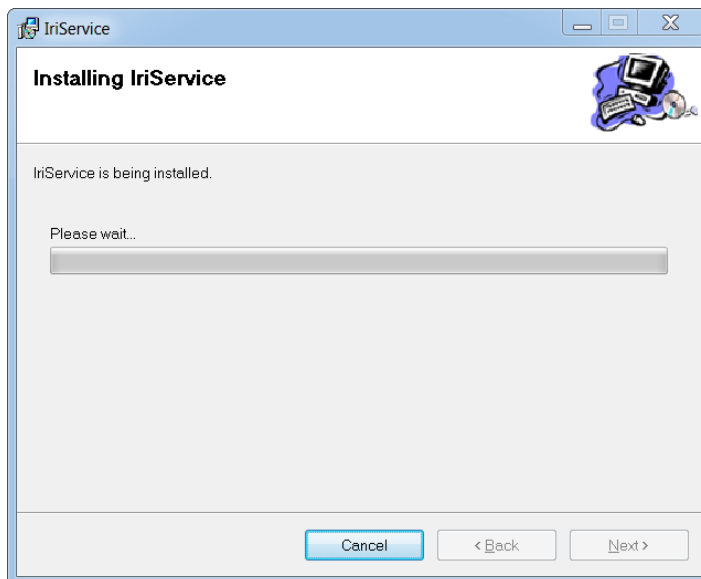 IriService
Installing IriService
IriService is being installed.
Please wait...
Cancel
< Back
Next >